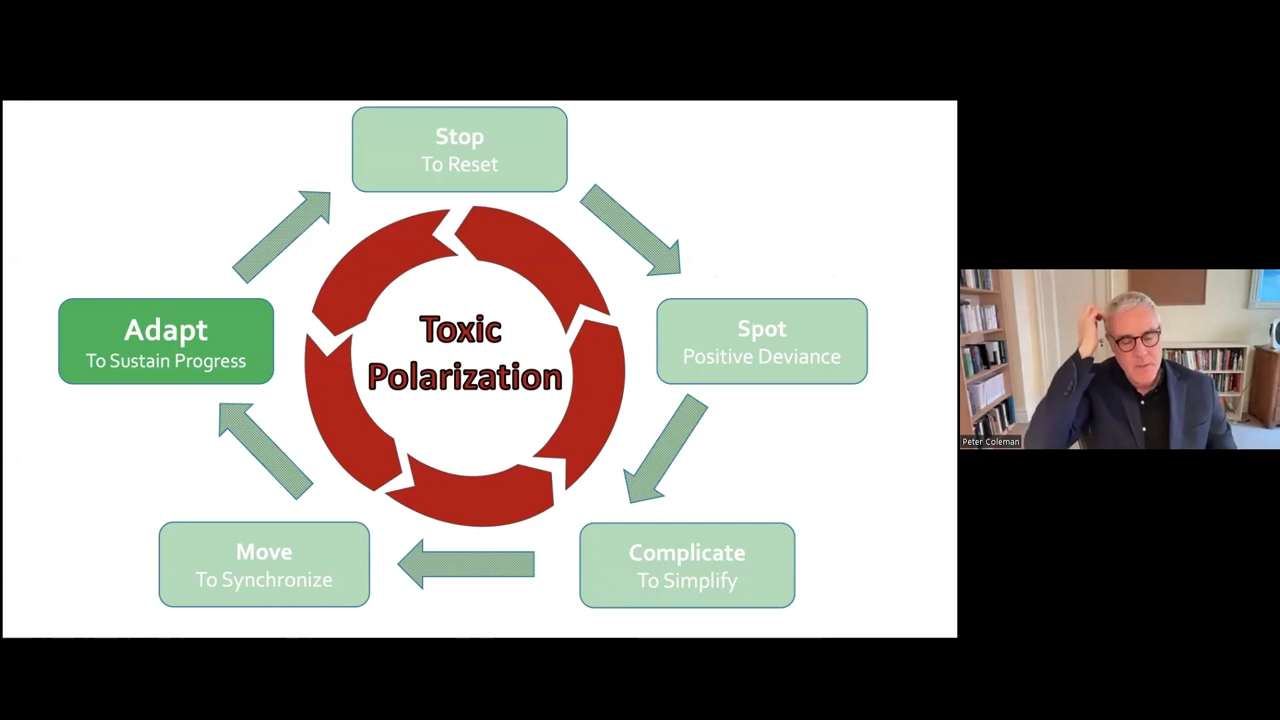 Stop
To Reset
Adapt
To Sustain Progress
Toxic
Polarization
Spot
Positive Deviance
Move
To Synchronize
Complicate
To Simplify
Peter Coleman